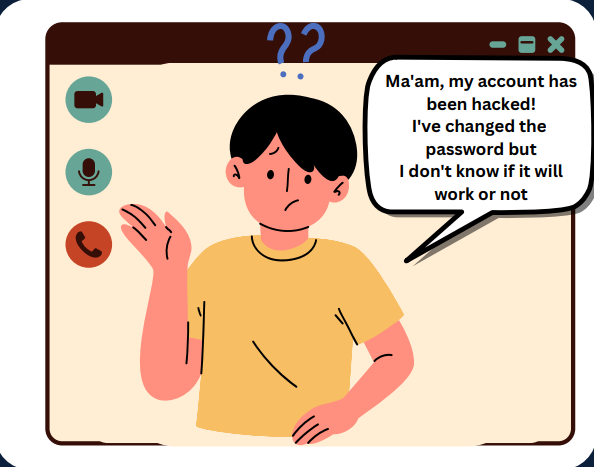 ??
Ma'am, my account has
been hacked!
I've changed the
password but
I don't know if it will
work or not